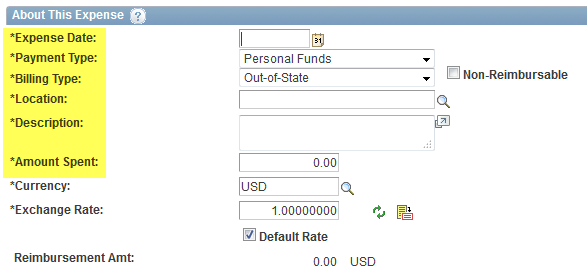 About This Expense ?
*Expense Date: 31
*Payment Type: Personal Funds
*Billing Type: Out-of-State Non-Reimbursable
*Location:
*Description:
*Amount Spent: 0.00
*Currency: USD
*Exchange Rate: 1.00000000
Default Rate
Reimbursement Amt: 0.00 USD